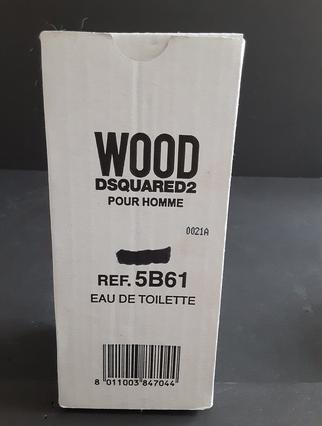 WOOD
DSQUARED2
POUR HOMME
0021A
REF. 5B61
EAU DE TOILETTE
8 011003 847044